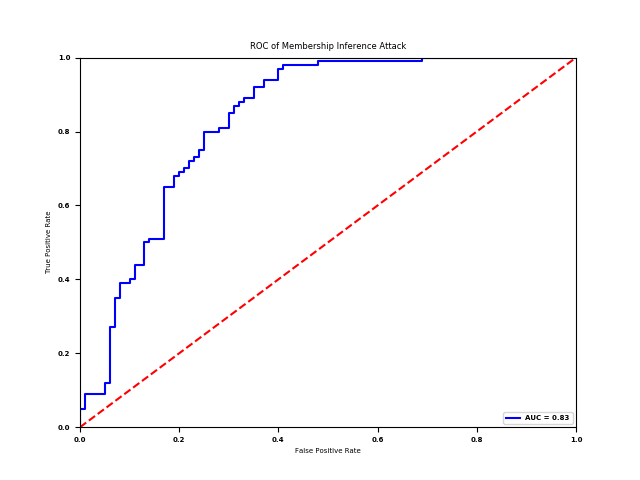 ROC of Membership Inference Attack
1.0
0.8
0.6
0.4
0.2
0.0
True Positive Rate
0.0 0.2 0.4 0.6 0.8 1.0
False Positive Rate
AUC = 0.83